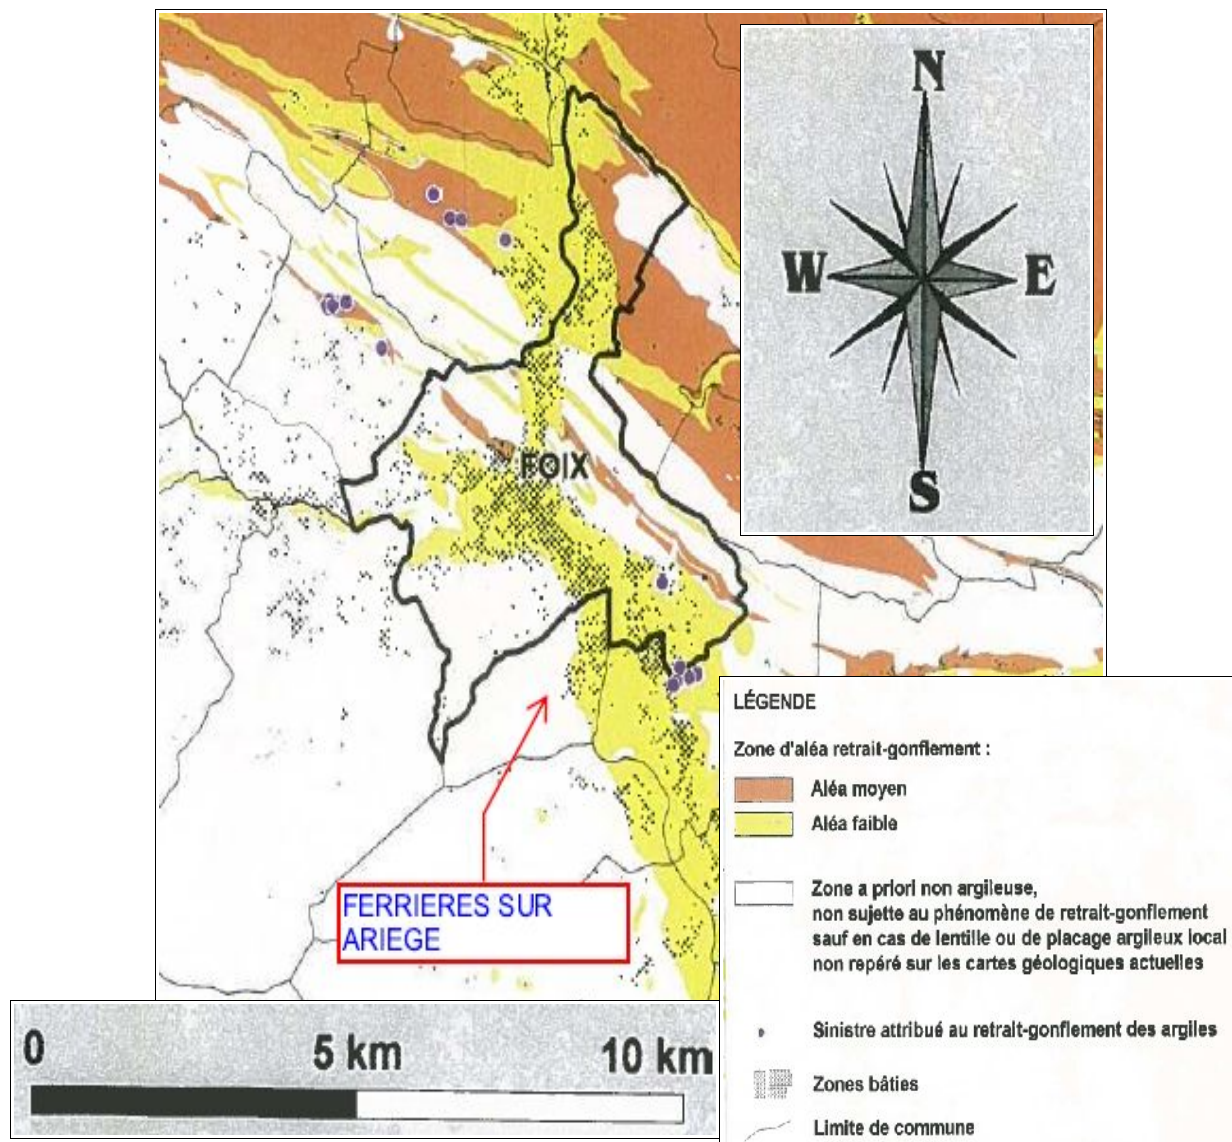 N
W
E
S
FOIX
FERRIERES SUR
ARIEGE
LÉGENDE
Zone d'aléa retrait-gonflement :
Aléa moyen
Aléa faible
Zone a priori non argileuse,
non sujette au phénomène de retrait-gonflement
sauf en cas de lentille ou de placage argileux local
non repéré sur les cartes géologiques actuelles
Sinistre attribué au retrait-gonflement des argiles
Zones bâties
Limite de commune
0
5 km
10 km